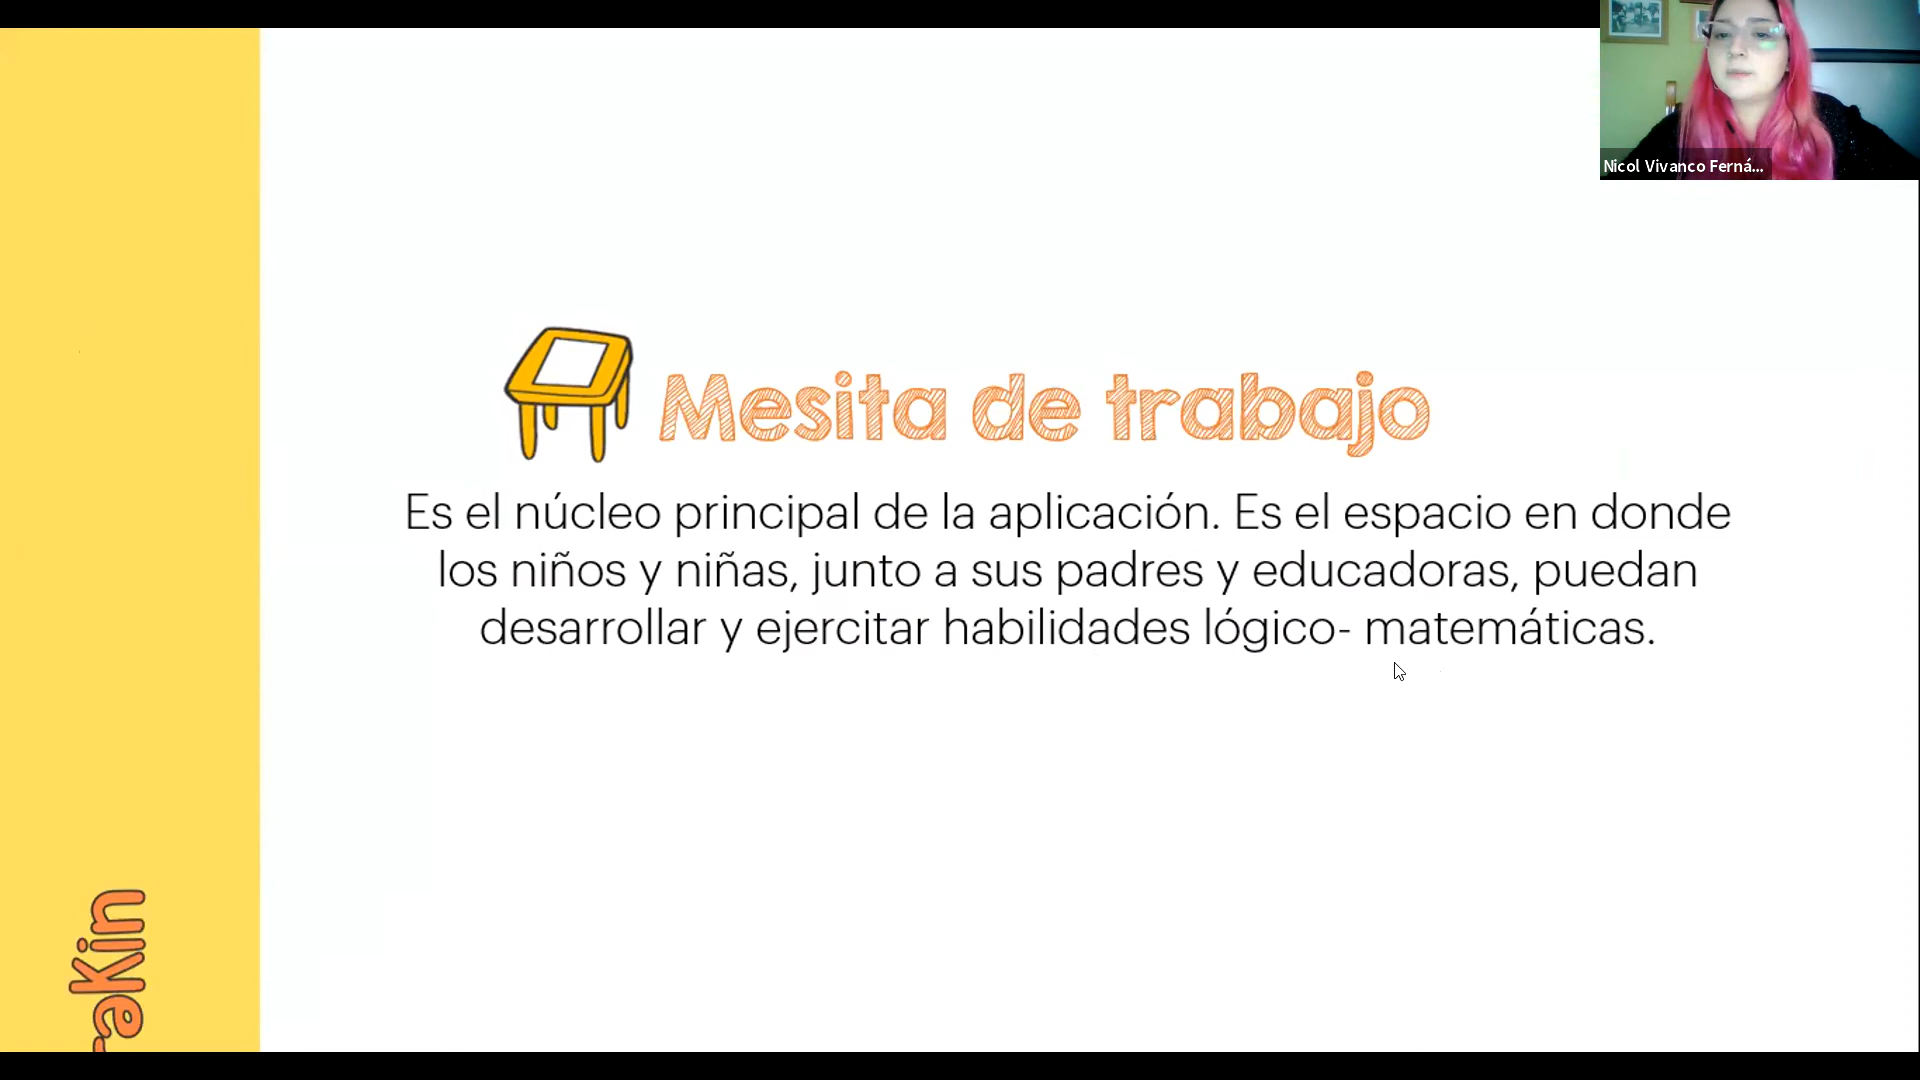 Nicol Vivanco Ferná...
Mesita de trabajo
Es el núcleo principal de la aplicación. Es el espacio en donde
los niños y niñas, junto a sus padres y educadoras, puedan
desarrollar y ejercitar habilidades lógico- matemáticas.